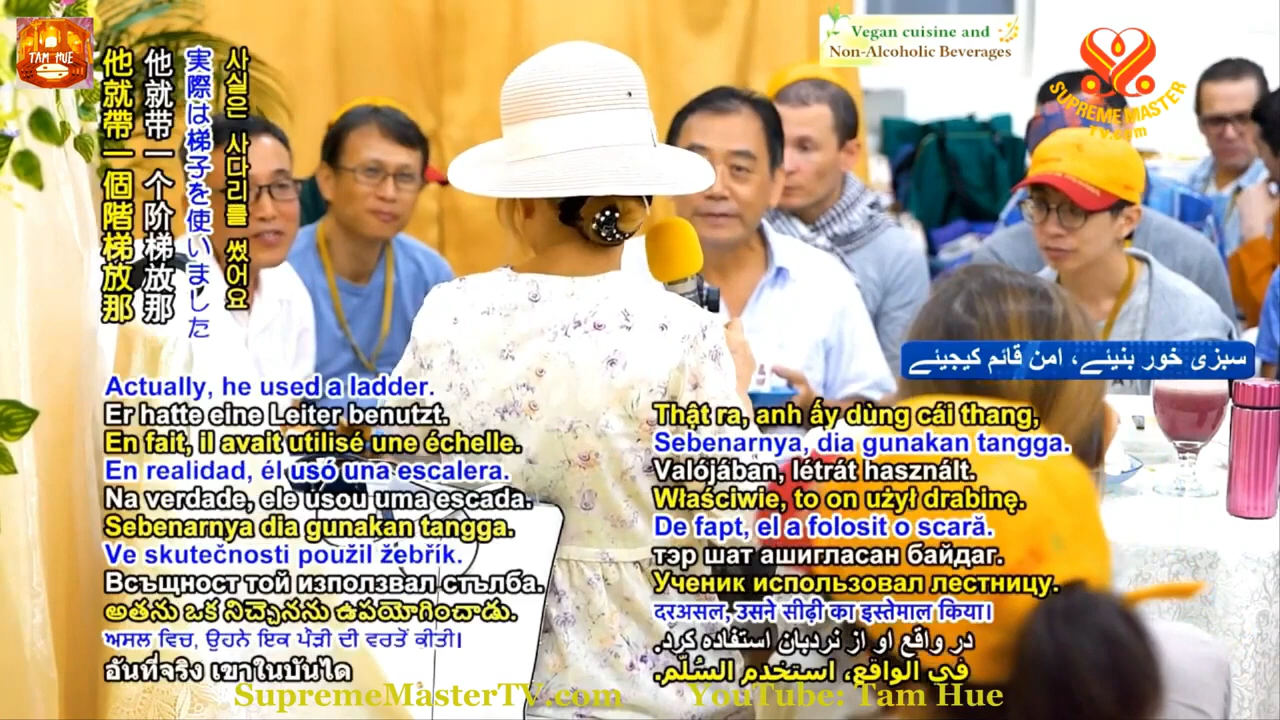 TAM HUE
Vegan cuisine and
Non-Alcoholic Beverages
SUPREME MASTER
TV.com
他就帶一個階梯放那
他就带一个阶梯放那
実際は梯子を使いました
사실은 사다리를 썼어요
سبزی خور بنیئے، امن قائم کیجیئے
Actually, he used a ladder.
Er hatte eine Leiter benutzt.
En fait, il avait utilisé une échelle.
En realidad, él usó una escalera.
Na verdade, ele usou uma escada.
Sebenarnya dia gunakan tangga.
Ve skutečnosti použil žebřík.
Всъщност той използвал стълба.
అతను ఒక నిచ్చెనను ఉపయోగించాడు.
ਅਸਲ ਵਿਚ, ਉਹਨੇ ਇਕ ਪੌੜੀ ਦੀ ਵਰਤੋਂ ਕੀਤੀ।
อันที่จริง เขาใช้บันได
Thật ra, anh ấy dùng cái thang,
Sebenarnya, dia gunakan tangga.
Valójában, létrát használt.
Właściwie, to on użył drabinę.
De fapt, el a folosit o scară.
тэр шат ашигласан байдаг.
Ученик использовал лестницу.
दरअसल, उसने सीढ़ी का इस्तेमाल किया।
در واقع او از نردبان استفاده کرد.
في الواقع، استخدم السُلّم.
SupremeMasterTV.com
YouTube: Tam Hue